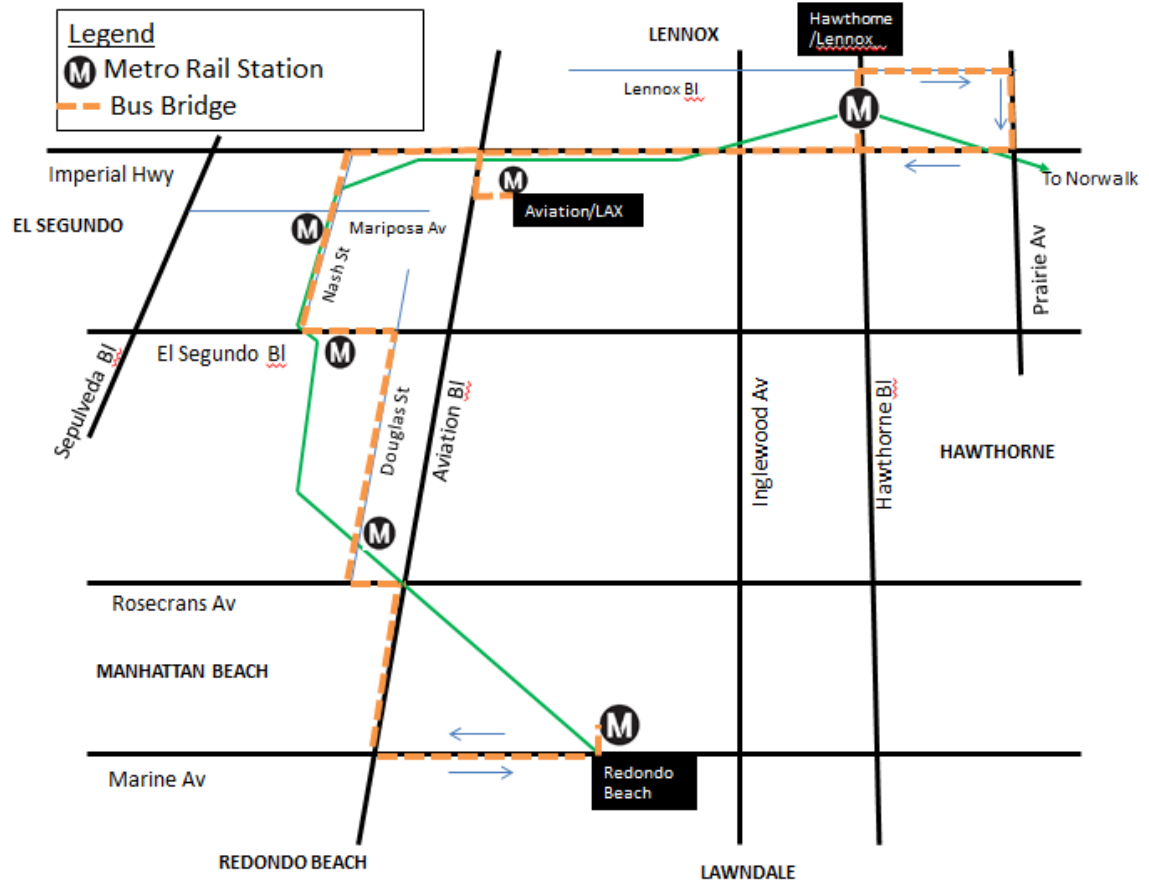 Legend
M Metro Rail Station
Bus Bridge
LENNOX
Hawthorne
/Lennox
Lennox Bl
M
Imperial Hwy
To Norwalk
EL SEGUNDO
M
Aviation/LAX
M
Mariposa Av
Nash St
Prairie Av
El Segundo Bl
M
Sepulveda Bl
Douglas St
Aviation Bl
Inglewood Av
Hawthorne Bl
HAWTHORNE
M
Rosecrans Av
MANHATTAN BEACH
M
Marine Av
Redondo
Beach
REDONDO BEACH
LAWNDALE